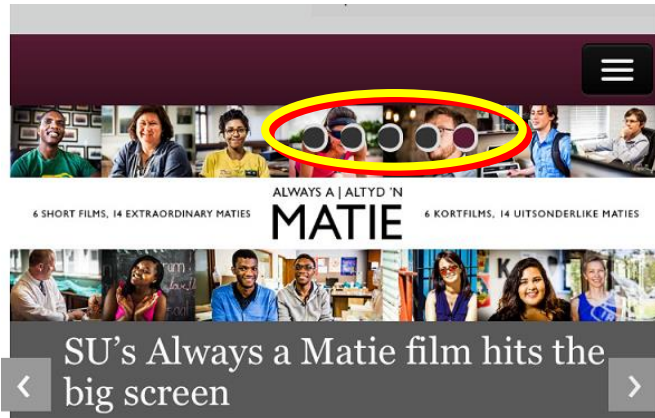 ALWAYS A | ALTYD 'N
6 SHORT FILMS, 14 EXTRAORDINARY MATIES
MATIE
6 KORTFILMS, 14 UITSONDERLIKE MATIES
SU's Always a Matie film hits the
big screen